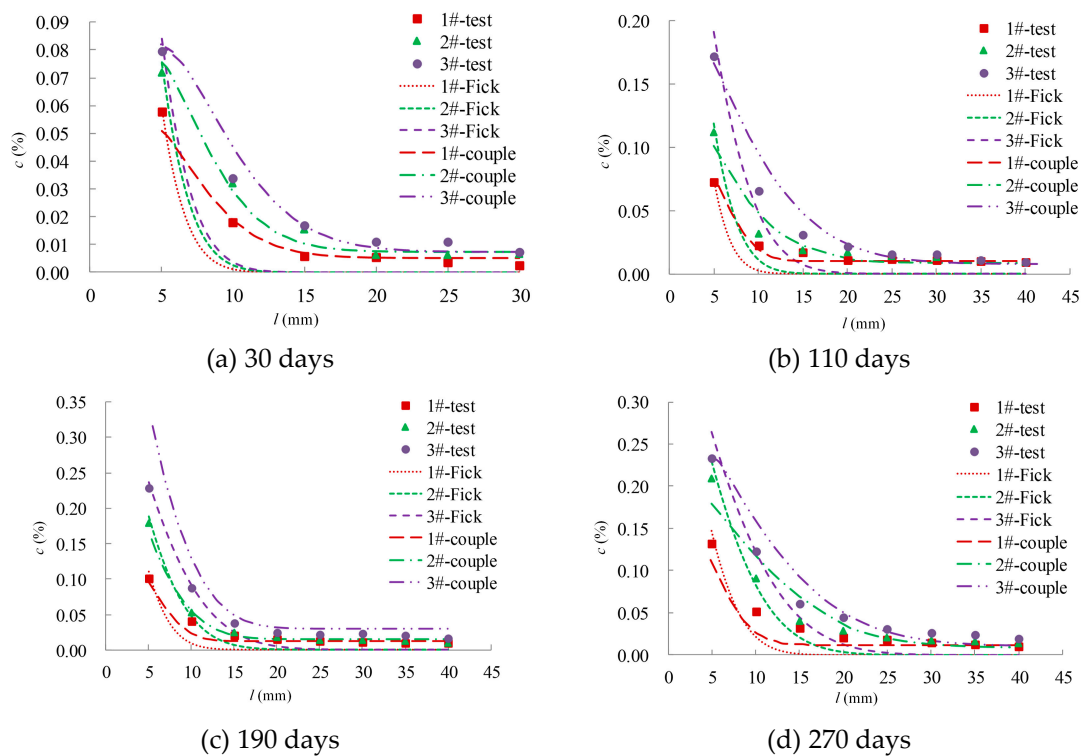 0.09
0.08
0.07
0.06
0.05
0.04
0.03
0.02
0.01
0.00
c (%)
0 5 10 15 20 25 30
l (mm)
1#-test
2#-test
3#-test
1#-Fick
2#-Fick
3#-Fick
1#-couple
2#-couple
3#-couple
(a) 30 days
0.20
0.15
0.10
0.05
0.00
c (%)
0 5 10 15 20 25 30 35 40 45
l (mm)
1#-test
2#-test
3#-test
1#-Fick
2#-Fick
3#-Fick
1#-couple
2#-couple
3#-couple
(b) 110 days
0.35
0.30
0.25
0.20
0.15
0.10
0.05
0.00
c (%)
0 5 10 15 20 25 30 35 40 45
l (mm)
1#-test
2#-test
3#-test
1#-Fick
2#-Fick
3#-Fick
1#-couple
2#-couple
3#-couple
(c) 190 days
0.30
0.25
0.20
0.15
0.10
0.05
0.00
c (%)
0 5 10 15 20 25 30 35 40 45
l (mm)
1#-test
2#-test
3#-test
1#-Fick
2#-Fick
3#-Fick
1#-couple
2#-couple
3#-couple
(d) 270 days